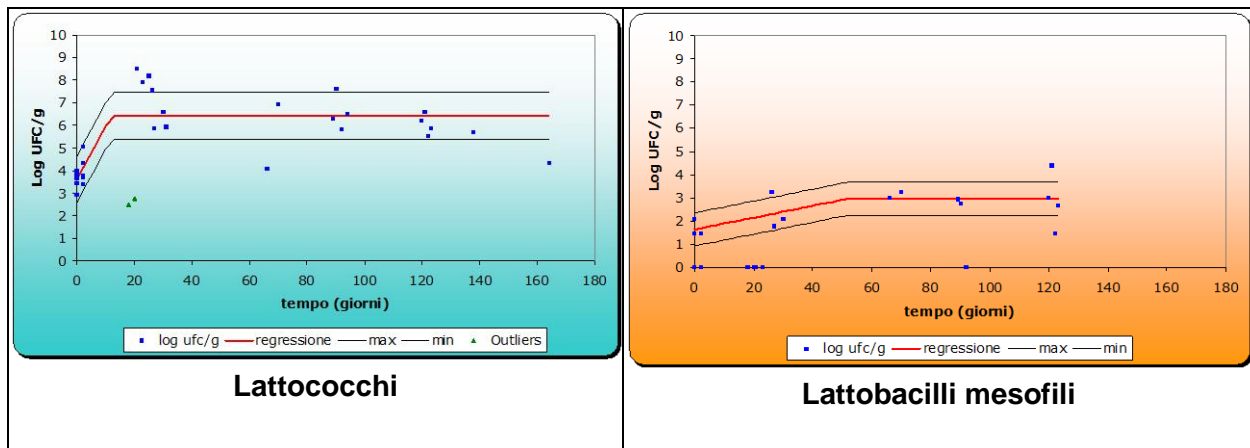 10
9
8
7
6
5
4
3
2
1
0
Log UFC/g
0 20 40 60 80 100 120 140 160 180
tempo (giorni)
log ufc/g regressione max min Outliers
Lattococchi
10
9
8
7
6
5
4
3
2
1
0
Log UFC/g
0 20 40 60 80 100 120 140 160 180
tempo (giorni)
log ufc/g regressione max min
Lattobacilli mesofili